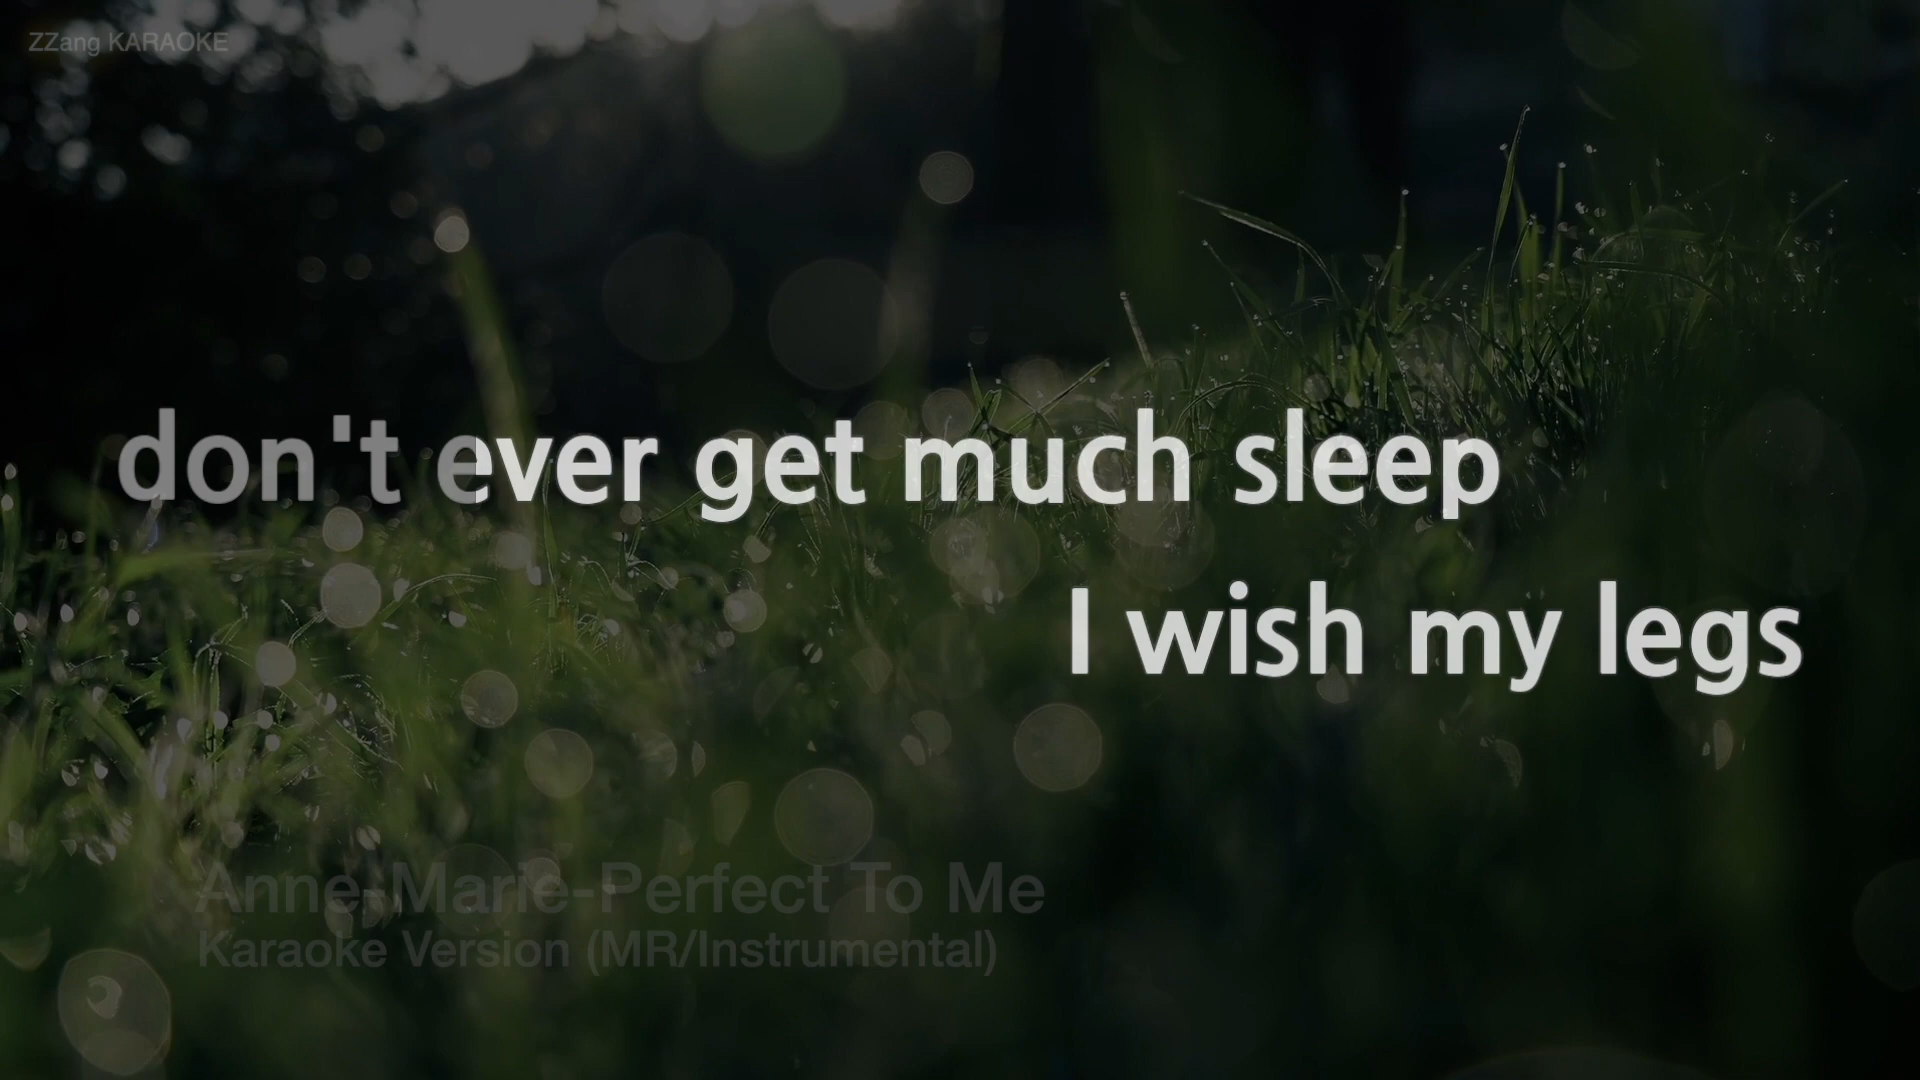 ZZang KARAOKE
don't ever get much sleep
I wish my legs
Anne-Marie-Perfect To Me
Karaoke Version (MR/Instrumental)